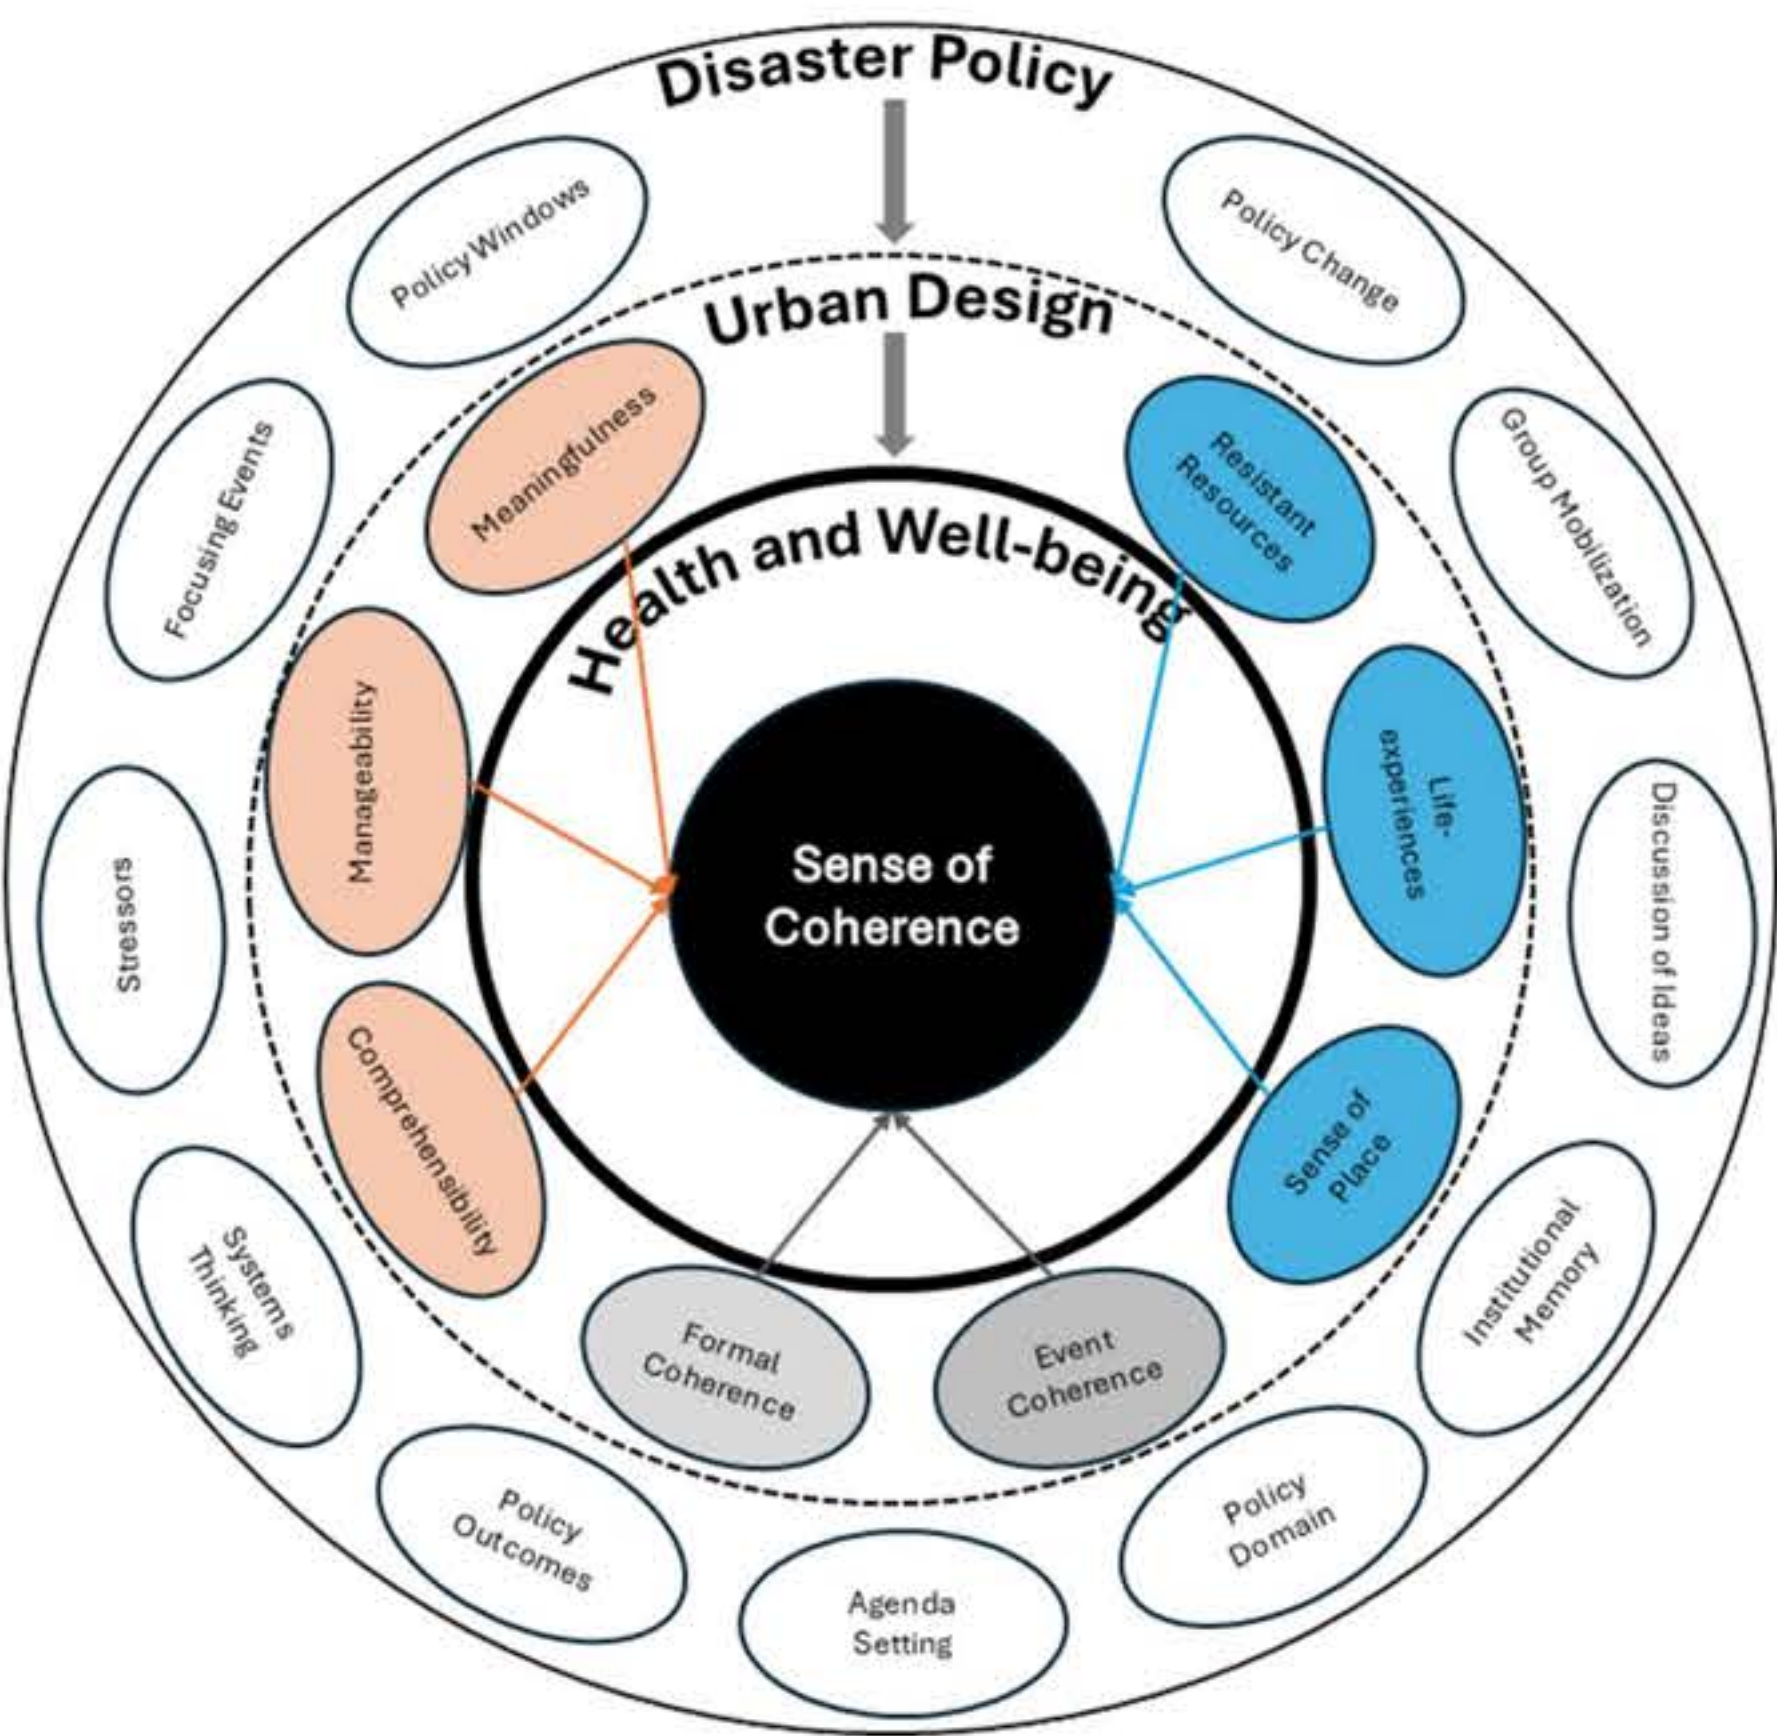 Disaster Policy
Policy Windows
Policy Change
Urban Design
Focusing Events
Meaningfulness
Resistant
Resources
Group Mobilization
Health and Well-being
Manageability
Life-
experiences
Stressors
Sense of
Coherence
Discussion of Ideas
Comprehensibility
Sense of
Place
Systems
Thinking
Institutional
Memory
Formal
Coherence
Event
Coherence
Policy
Outcomes
Policy
Domain
Agenda
Setting